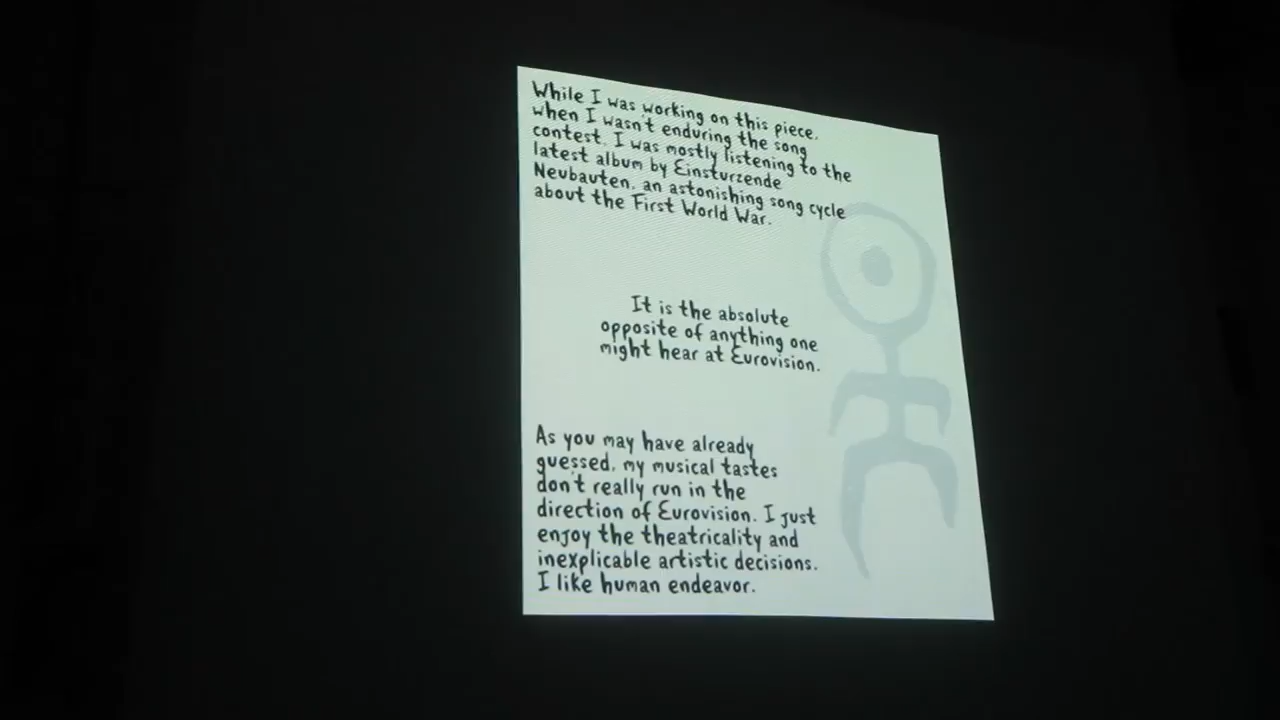 While I was working on this piece,
when I wasn't enduring the song
contest, I was mostly listening to the
latest album by Einsturzende
Neubauten, an astonishing song cycle
about the First World War.
It is the absolute
opposite of anything one
might hear at Eurovision.
As you may have already
guessed, my musical tastes
don't really run in the
direction of Eurovision. I just
enjoy the theatricality and
inexplicable artistic decisions.
I like human endeavor.